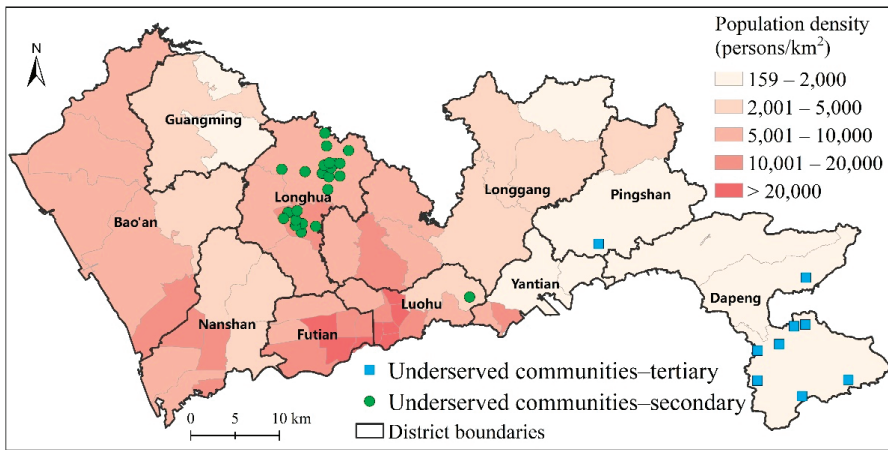 N
Population density
(persons/km²)
159 – 2,000
2,001 – 5,000
5,001 – 10,000
10,001 – 20,000
> 20,000
Guangming
Bao'an
Longhua
Longgang
Pingshan
Yantian
Dapeng
Luohu
Nanshan
Futian
Underserved communities–tertiary
Underserved communities–secondary
District boundaries
0 5 10 km